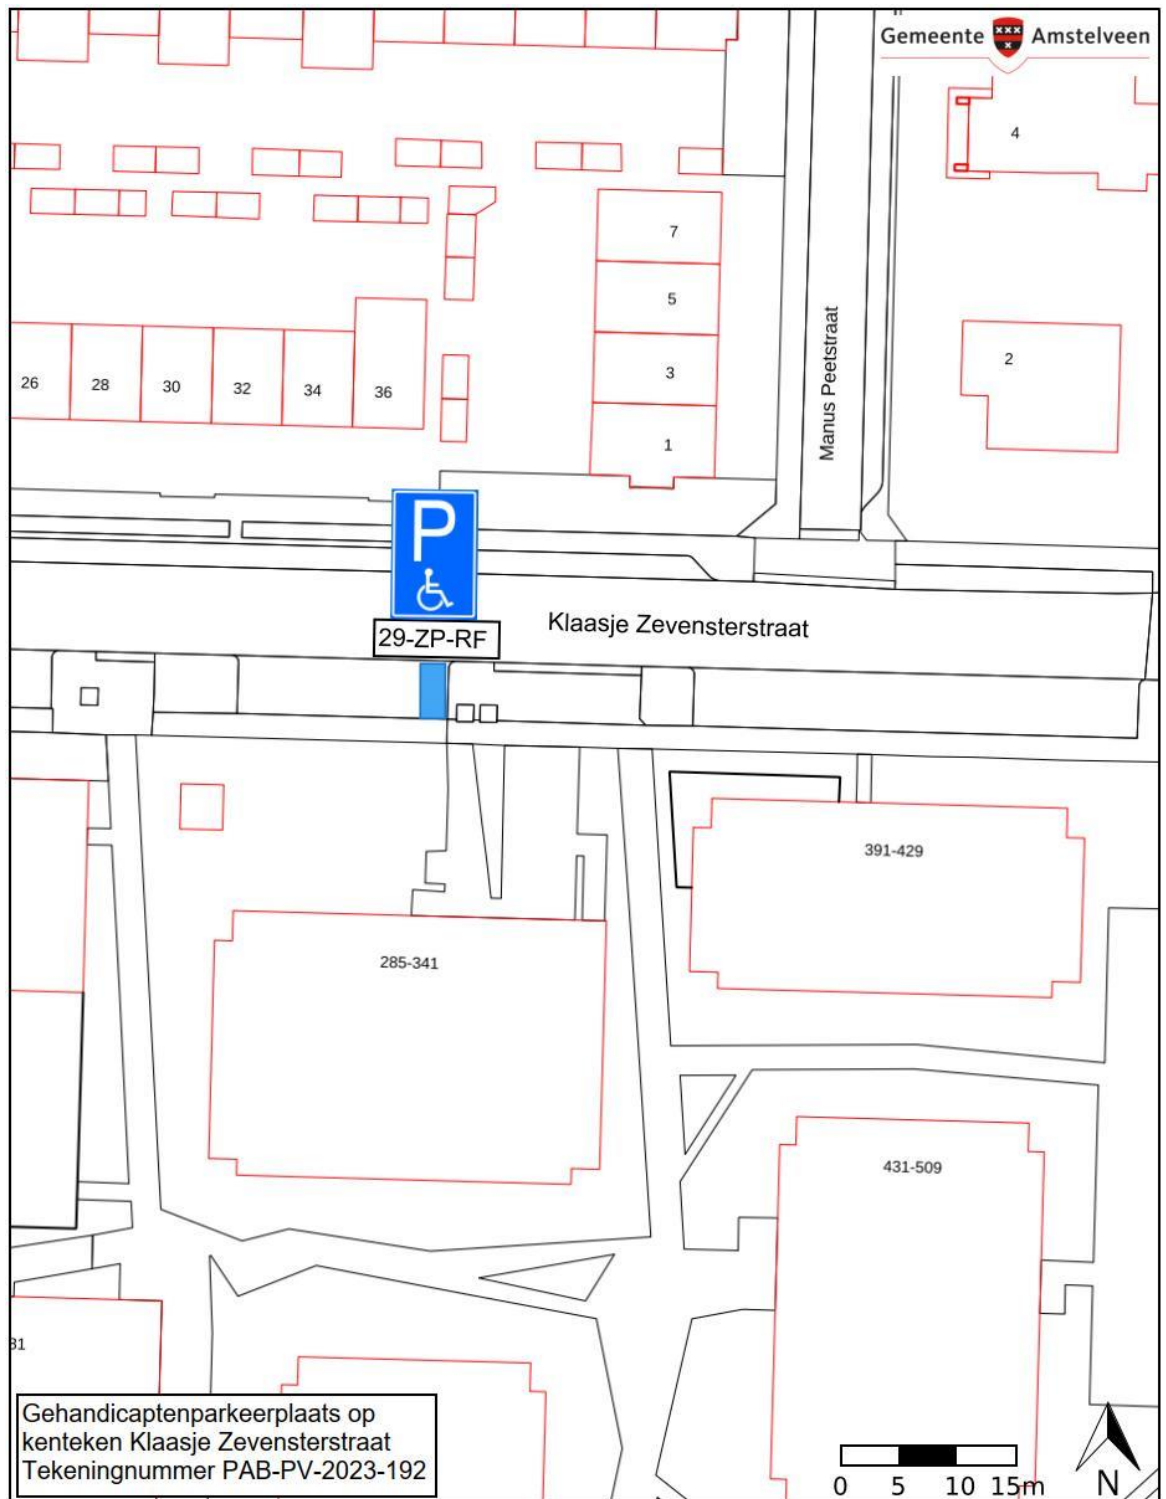 Gemeente Amstelveen
4
7
5
3
1
2
26
28
30
32
34
36
Manus Peetstraat
P
29-ZP-RF
Klaasje Zevensterstraat
391-429
285-341
431-509
31
Gehandicaptenparkeerplaats op
kenteken Klaasje Zevensterstraat
Tekeningnummer PAB-PV-2023-192
0 5 10 15m
N